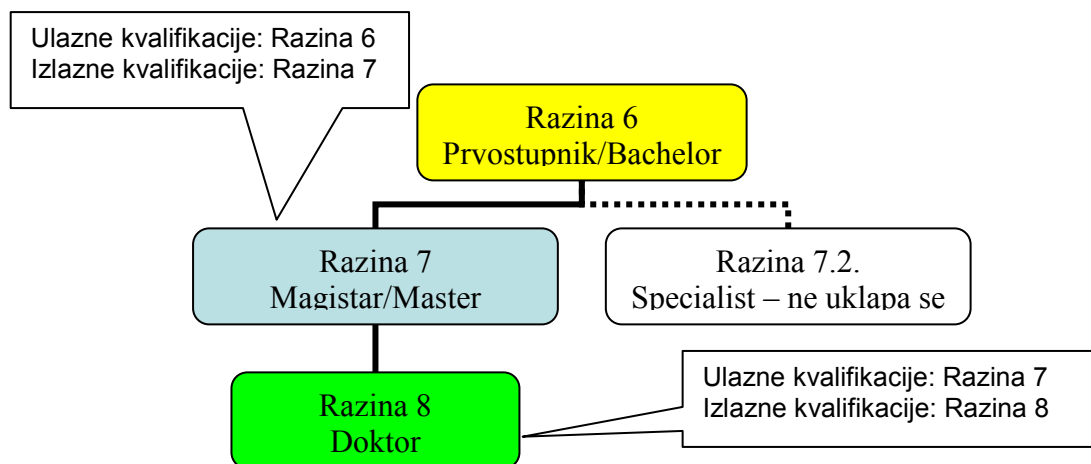 Ulazne kvalifikacije: Razina 6
Izlazne kvalifikacije: Razina 7
Razina 6
Prvostupnik/Bachelor
Razina 7
Magistar/Master
Razina 7.2.
Specialist – ne uklapa se
Razina 8
Doktor
Ulazne kvalifikacije: Razina 7
Izlazne kvalifikacije: Razina 8